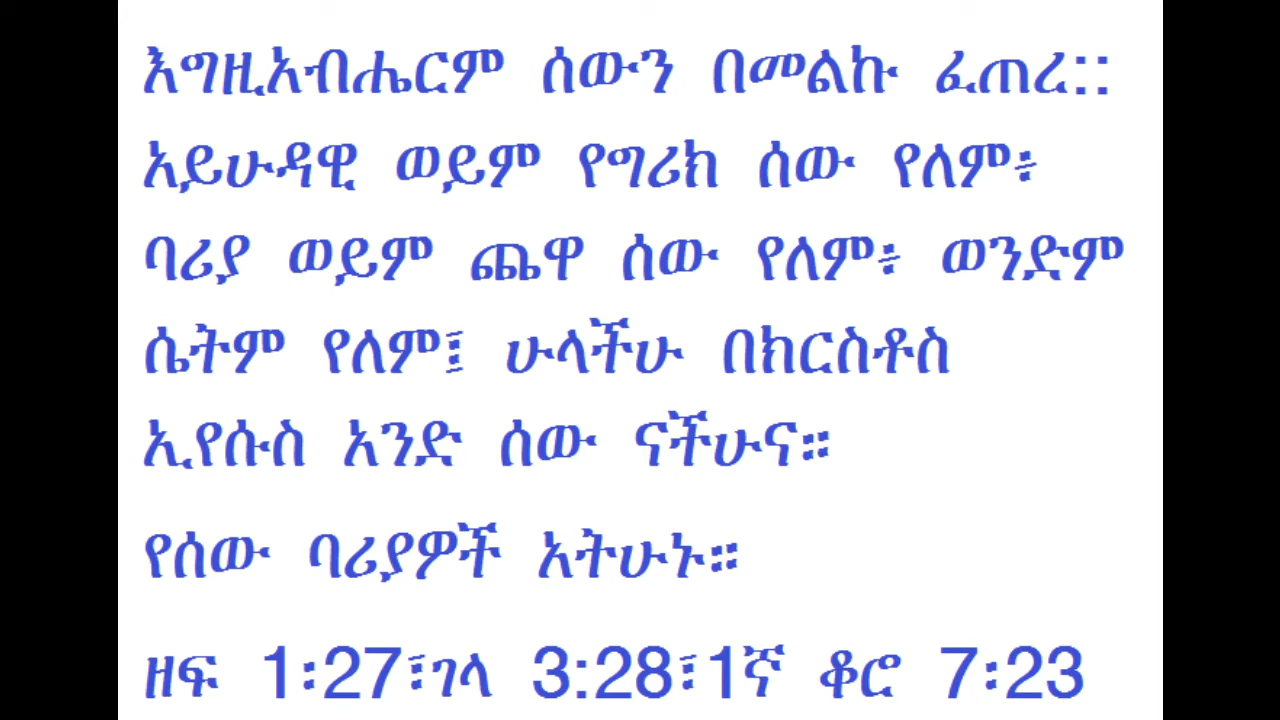 እግዚአብሔርም ሰውን በመልኩ ፈጠረ::
አይሁዳዊ ወይም የግሪክ ሰው የለም፥
ባሪያ ወይም ጨዋ ሰው የለም፥ ወንድም
ሴትም የለም፤ ሁላችሁ በክርስቶስ
ኢየሱስ አንድ ሰው ናችሁና።
የሰው ባሪያዎች አትሁኑ።
ዘፍ 1፡27፣ገላ 3:28፣1ኛ ቆሮ 7፡23